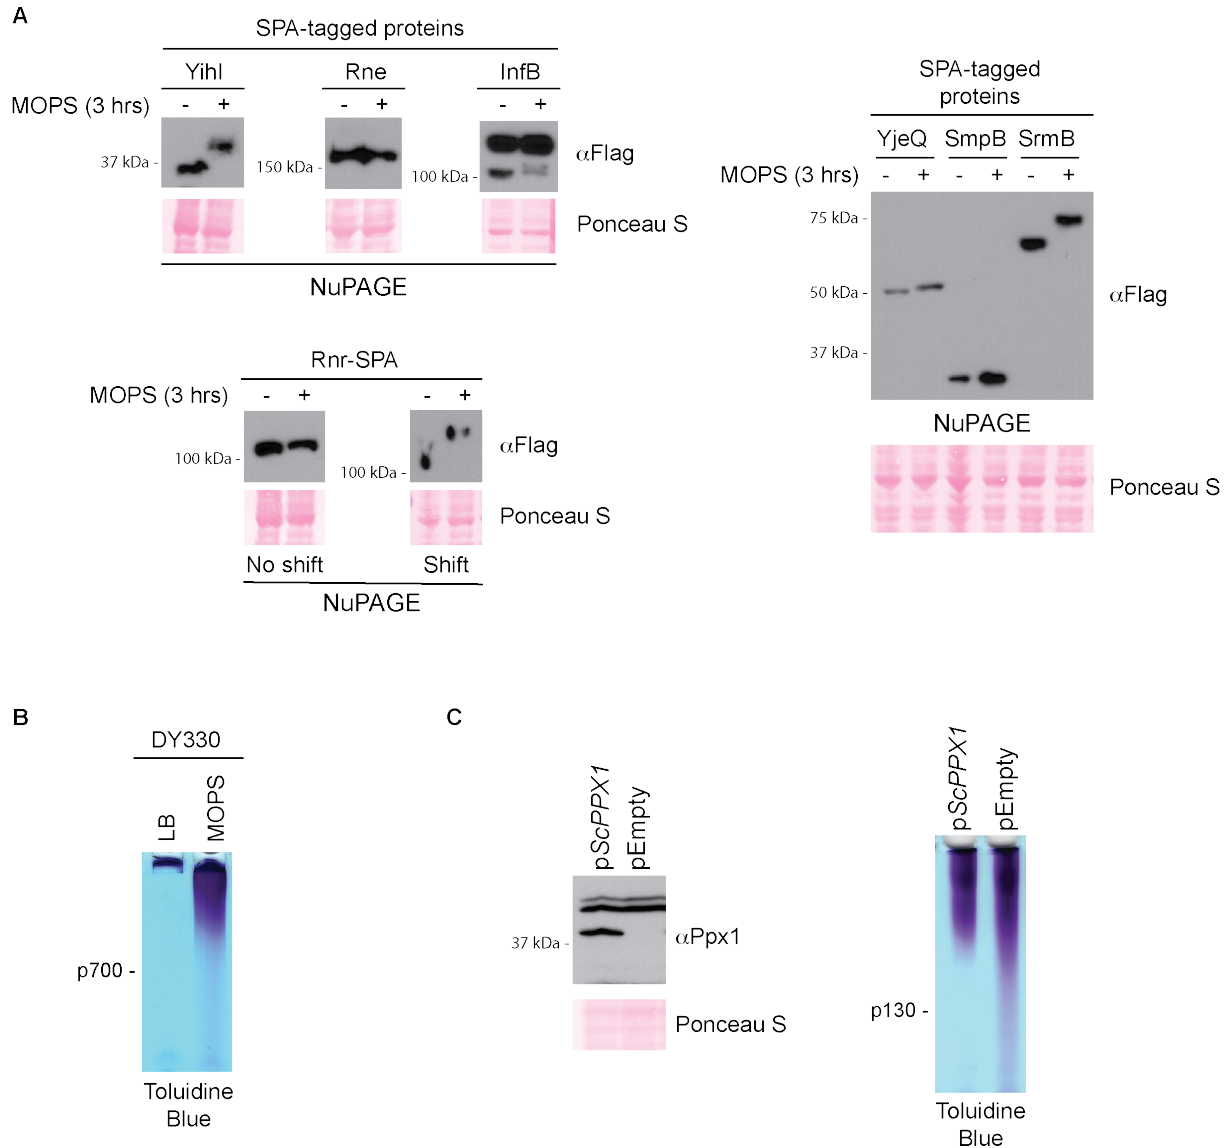 A
SPA-tagged proteins
YihI Rne InfB
MOPS (3 hrs) - + - + - +
37 kDa -
150 kDa -
100 kDa -
αFlag
Ponceau S
NuPAGE
SPA-tagged
proteins
YjeQ SmpB SrmB
MOPS (3 hrs) - + - + - +
75 kDa -
50 kDa -
37 kDa -
αFlag
NuPAGE
Ponceau S
Rnr-SPA
MOPS (3 hrs) - + - +
100 kDa -
100 kDa -
αFlag
Ponceau S
No shift Shift
NuPAGE
B
DY330
LB MOPS
p700 -
Toluidine
Blue
C
pScPPX1 pEmpty
37 kDa -
αPpx1
Ponceau S
pScPPX1 pEmpty
p130 -
Toluidine
Blue